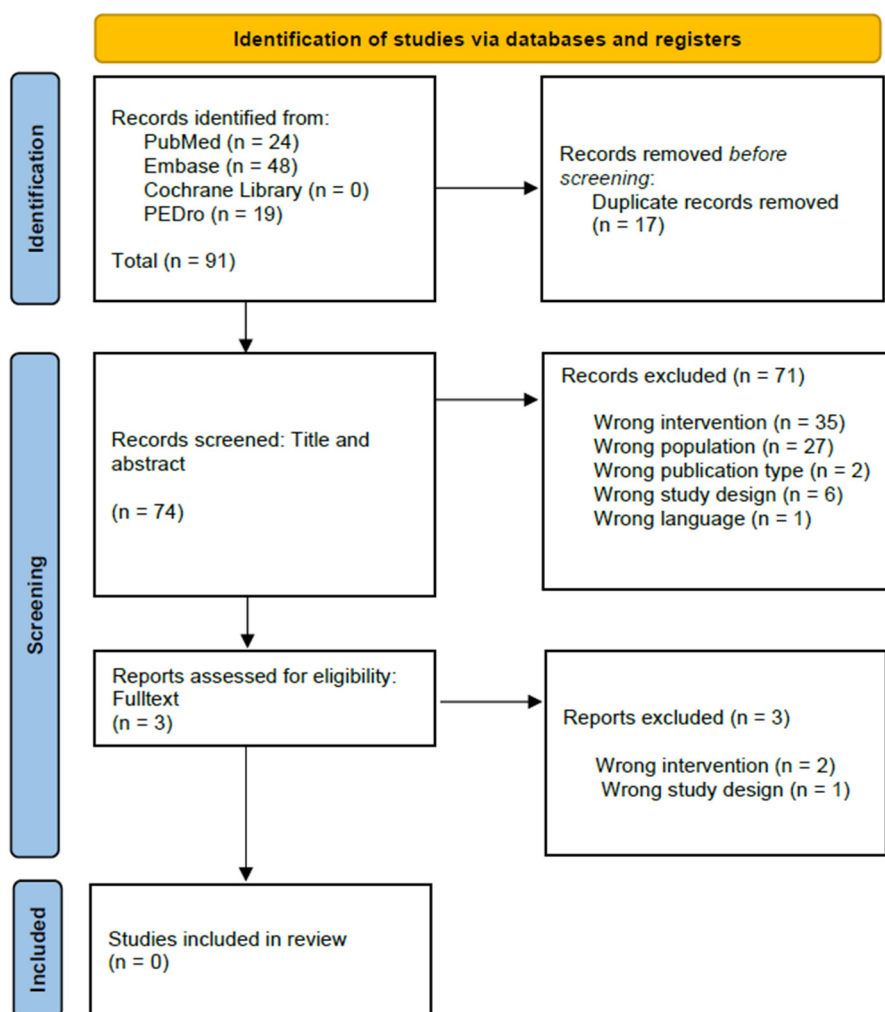 Identification of studies via databases and registers
Identification
Records identified from:
PubMed (n = 24)
Embase (n = 48)
Cochrane Library (n = 0)
PEDro (n = 19)
Total (n = 91)
Records removed before
screening:
Duplicate records removed
(n = 17)
Screening
Records screened: Title and
abstract
(n = 74)
Records excluded (n = 71)
Wrong intervention (n = 35)
Wrong population (n = 27)
Wrong publication type (n = 2)
Wrong study design (n = 6)
Wrong language (n = 1)
Reports assessed for eligibility:
Fulltext
(n = 3)
Reports excluded (n = 3)
Wrong intervention (n = 2)
Wrong study design (n = 1)
Included
Studies included in review
(n = 0)